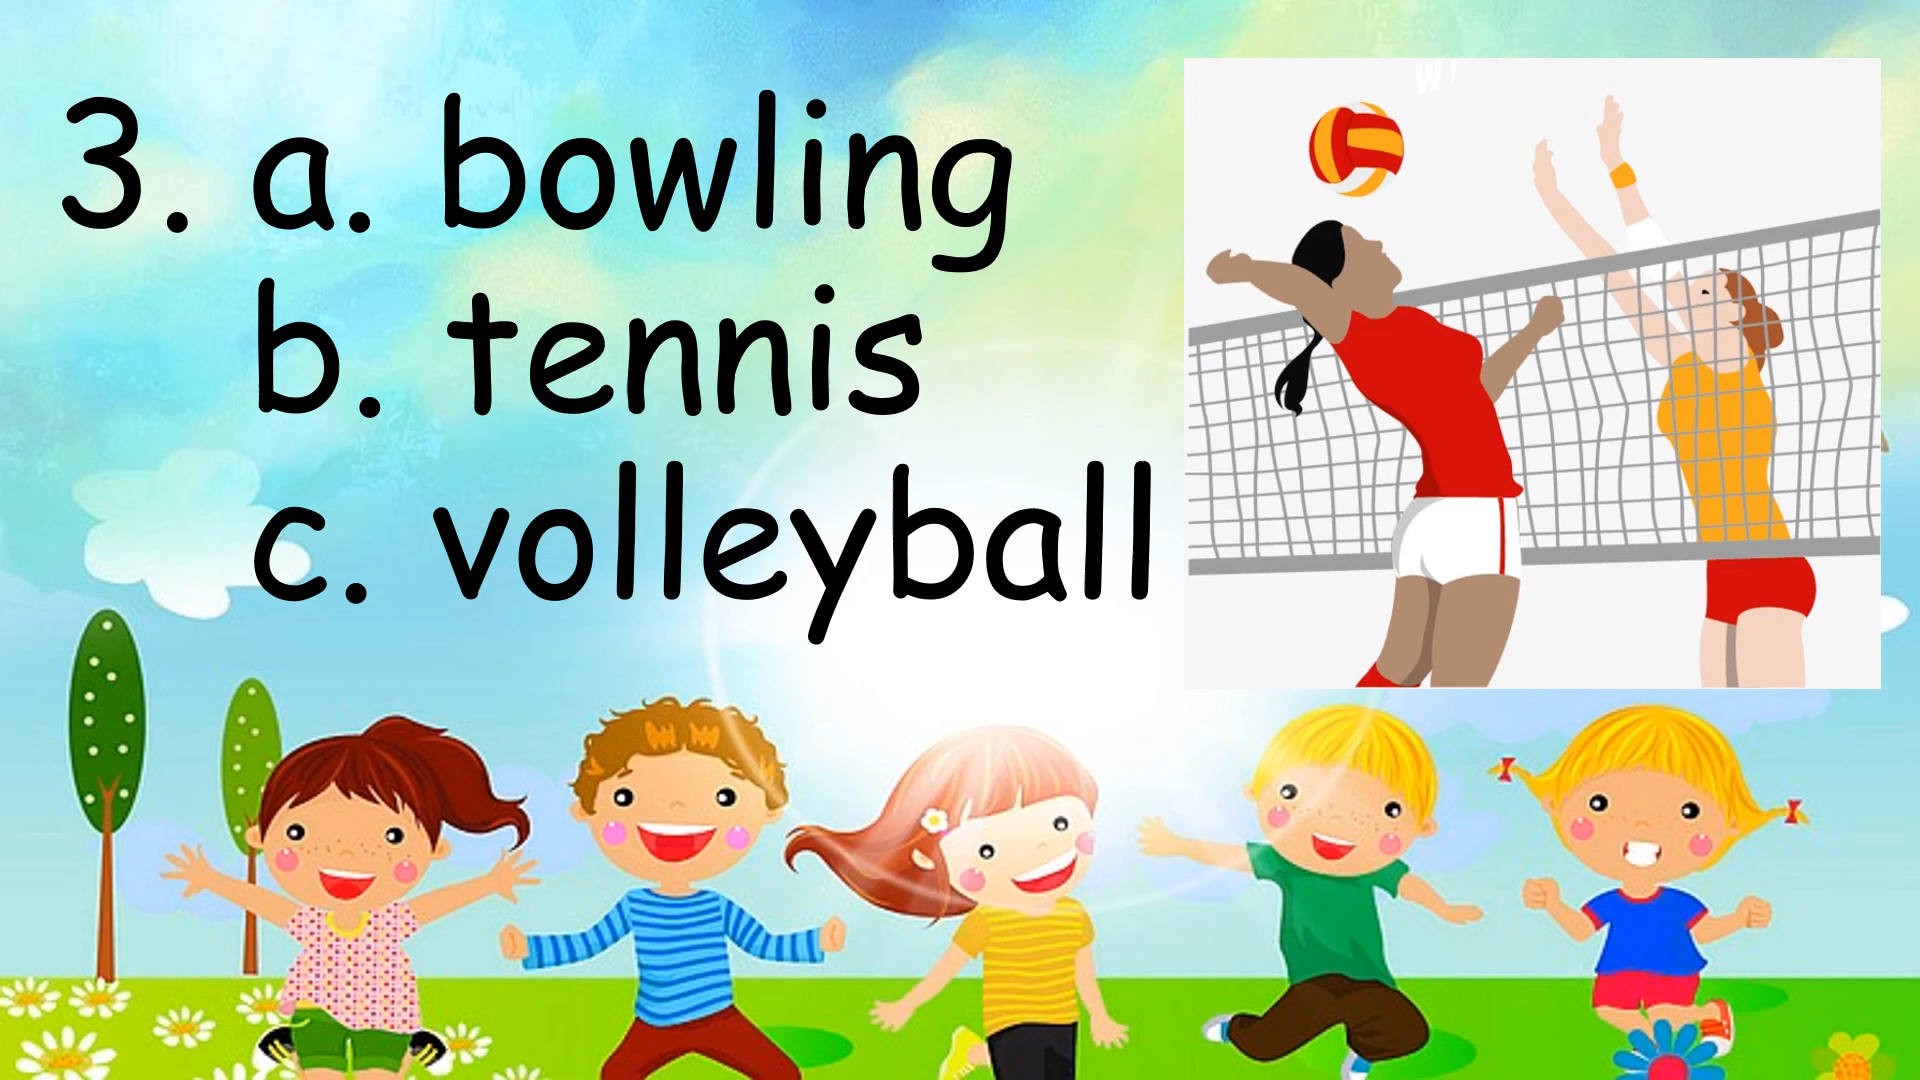 3. a. bowling
b. tennis
c. volleyball